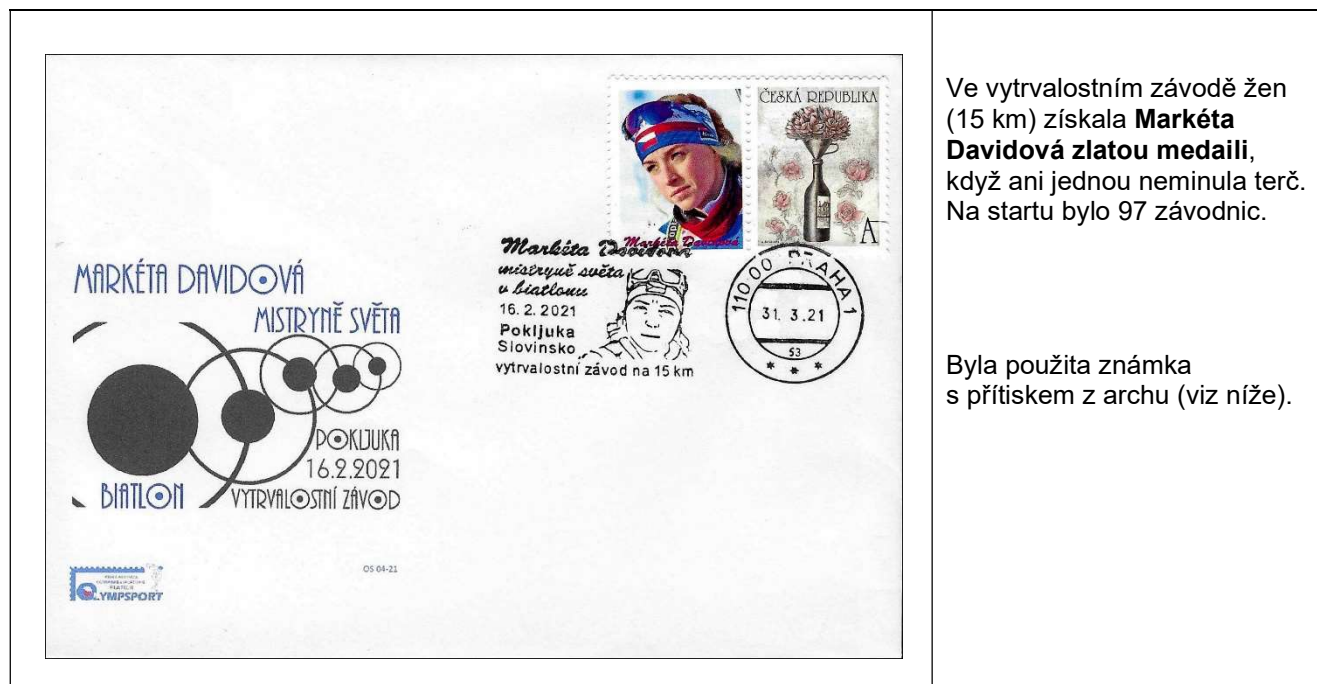 ČESKÁ REPUBLIKA
A
Markéta Davidová
Markéta Davidová
mistryně světa
v biatlonu
16. 2. 2021
Pokljuka
Slovinsko
vytrvalostní závod na 15 km
110 00 PRAHA 1
31. 3.21
53
MARKÉTA DAVIDOVÁ
MISTRYNĚ SVĚTA
POKLJUKA
16.2.2021
BIATLON
VYTRVALOSTNÍ ZÁVOD
OS 04-21
OLYMPSPORT
Ve vytrvalostním závodě žen
(15 km) získala Markéta
Davidová zlatou medaili,
když ani jednou neminula terč.
Na startu bylo 97 závodnic.
Byla použita známka
s přítiskem z archu (viz níže).